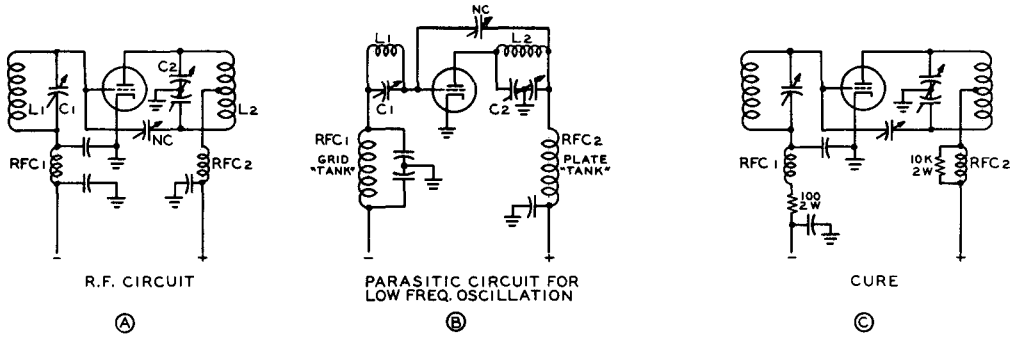 C2
L1
C1
L2
NC
RFC1
RFC2
-
+
R.F. CIRCUIT
A
NC
L1
L2
C1
C2
RFC1
GRID
"TANK"
RFC2
PLATE
"TANK"
-
+
PARASITIC CIRCUIT FOR
LOW FREQ. OSCILLATION
B
RFC1
10K
2W
RFC2
100
2W
-
+
CURE
C